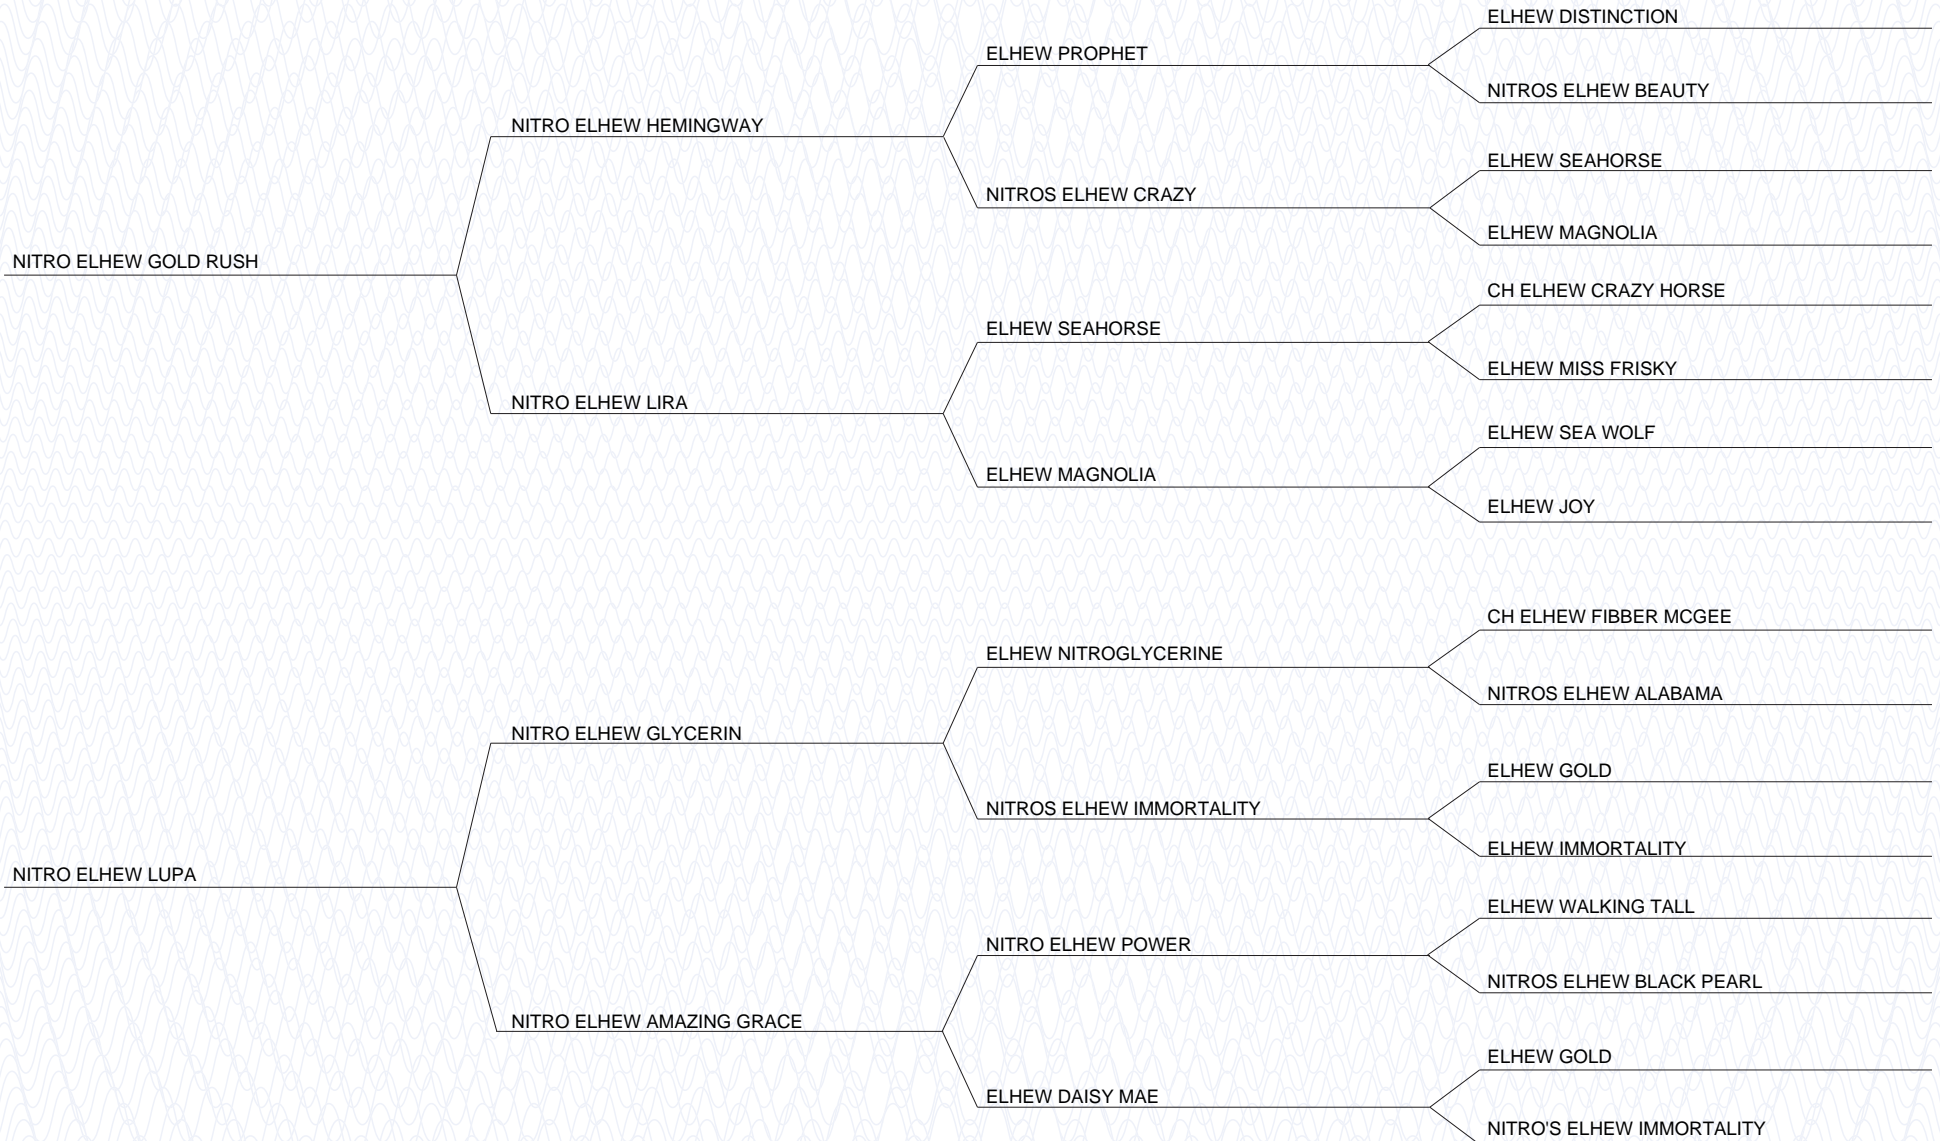 ELHEW DISTINCTION
ELHEW PROPHET
NITROS ELHEW BEAUTY
NITRO ELHEW HEMINGWAY
ELHEW SEAHORSE
NITROS ELHEW CRAZY
ELHEW MAGNOLIA
NITRO ELHEW GOLD RUSH
CH ELHEW CRAZY HORSE
ELHEW SEAHORSE
ELHEW MISS FRISKY
NITRO ELHEW LIRA
ELHEW SEA WOLF
ELHEW MAGNOLIA
ELHEW JOY
CH ELHEW FIBBER MCGEE
ELHEW NITROGLYCERINE
NITROS ELHEW ALABAMA
NITRO ELHEW GLYCERIN
ELHEW GOLD
NITROS ELHEW IMMORTALITY
ELHEW IMMORTALITY
NITRO ELHEW LUPA
ELHEW WALKING TALL
NITRO ELHEW POWER
NITROS ELHEW BLACK PEARL
NITRO ELHEW AMAZING GRACE
ELHEW GOLD
ELHEW DAISY MAE
NITRO'S ELHEW IMMORTALITY